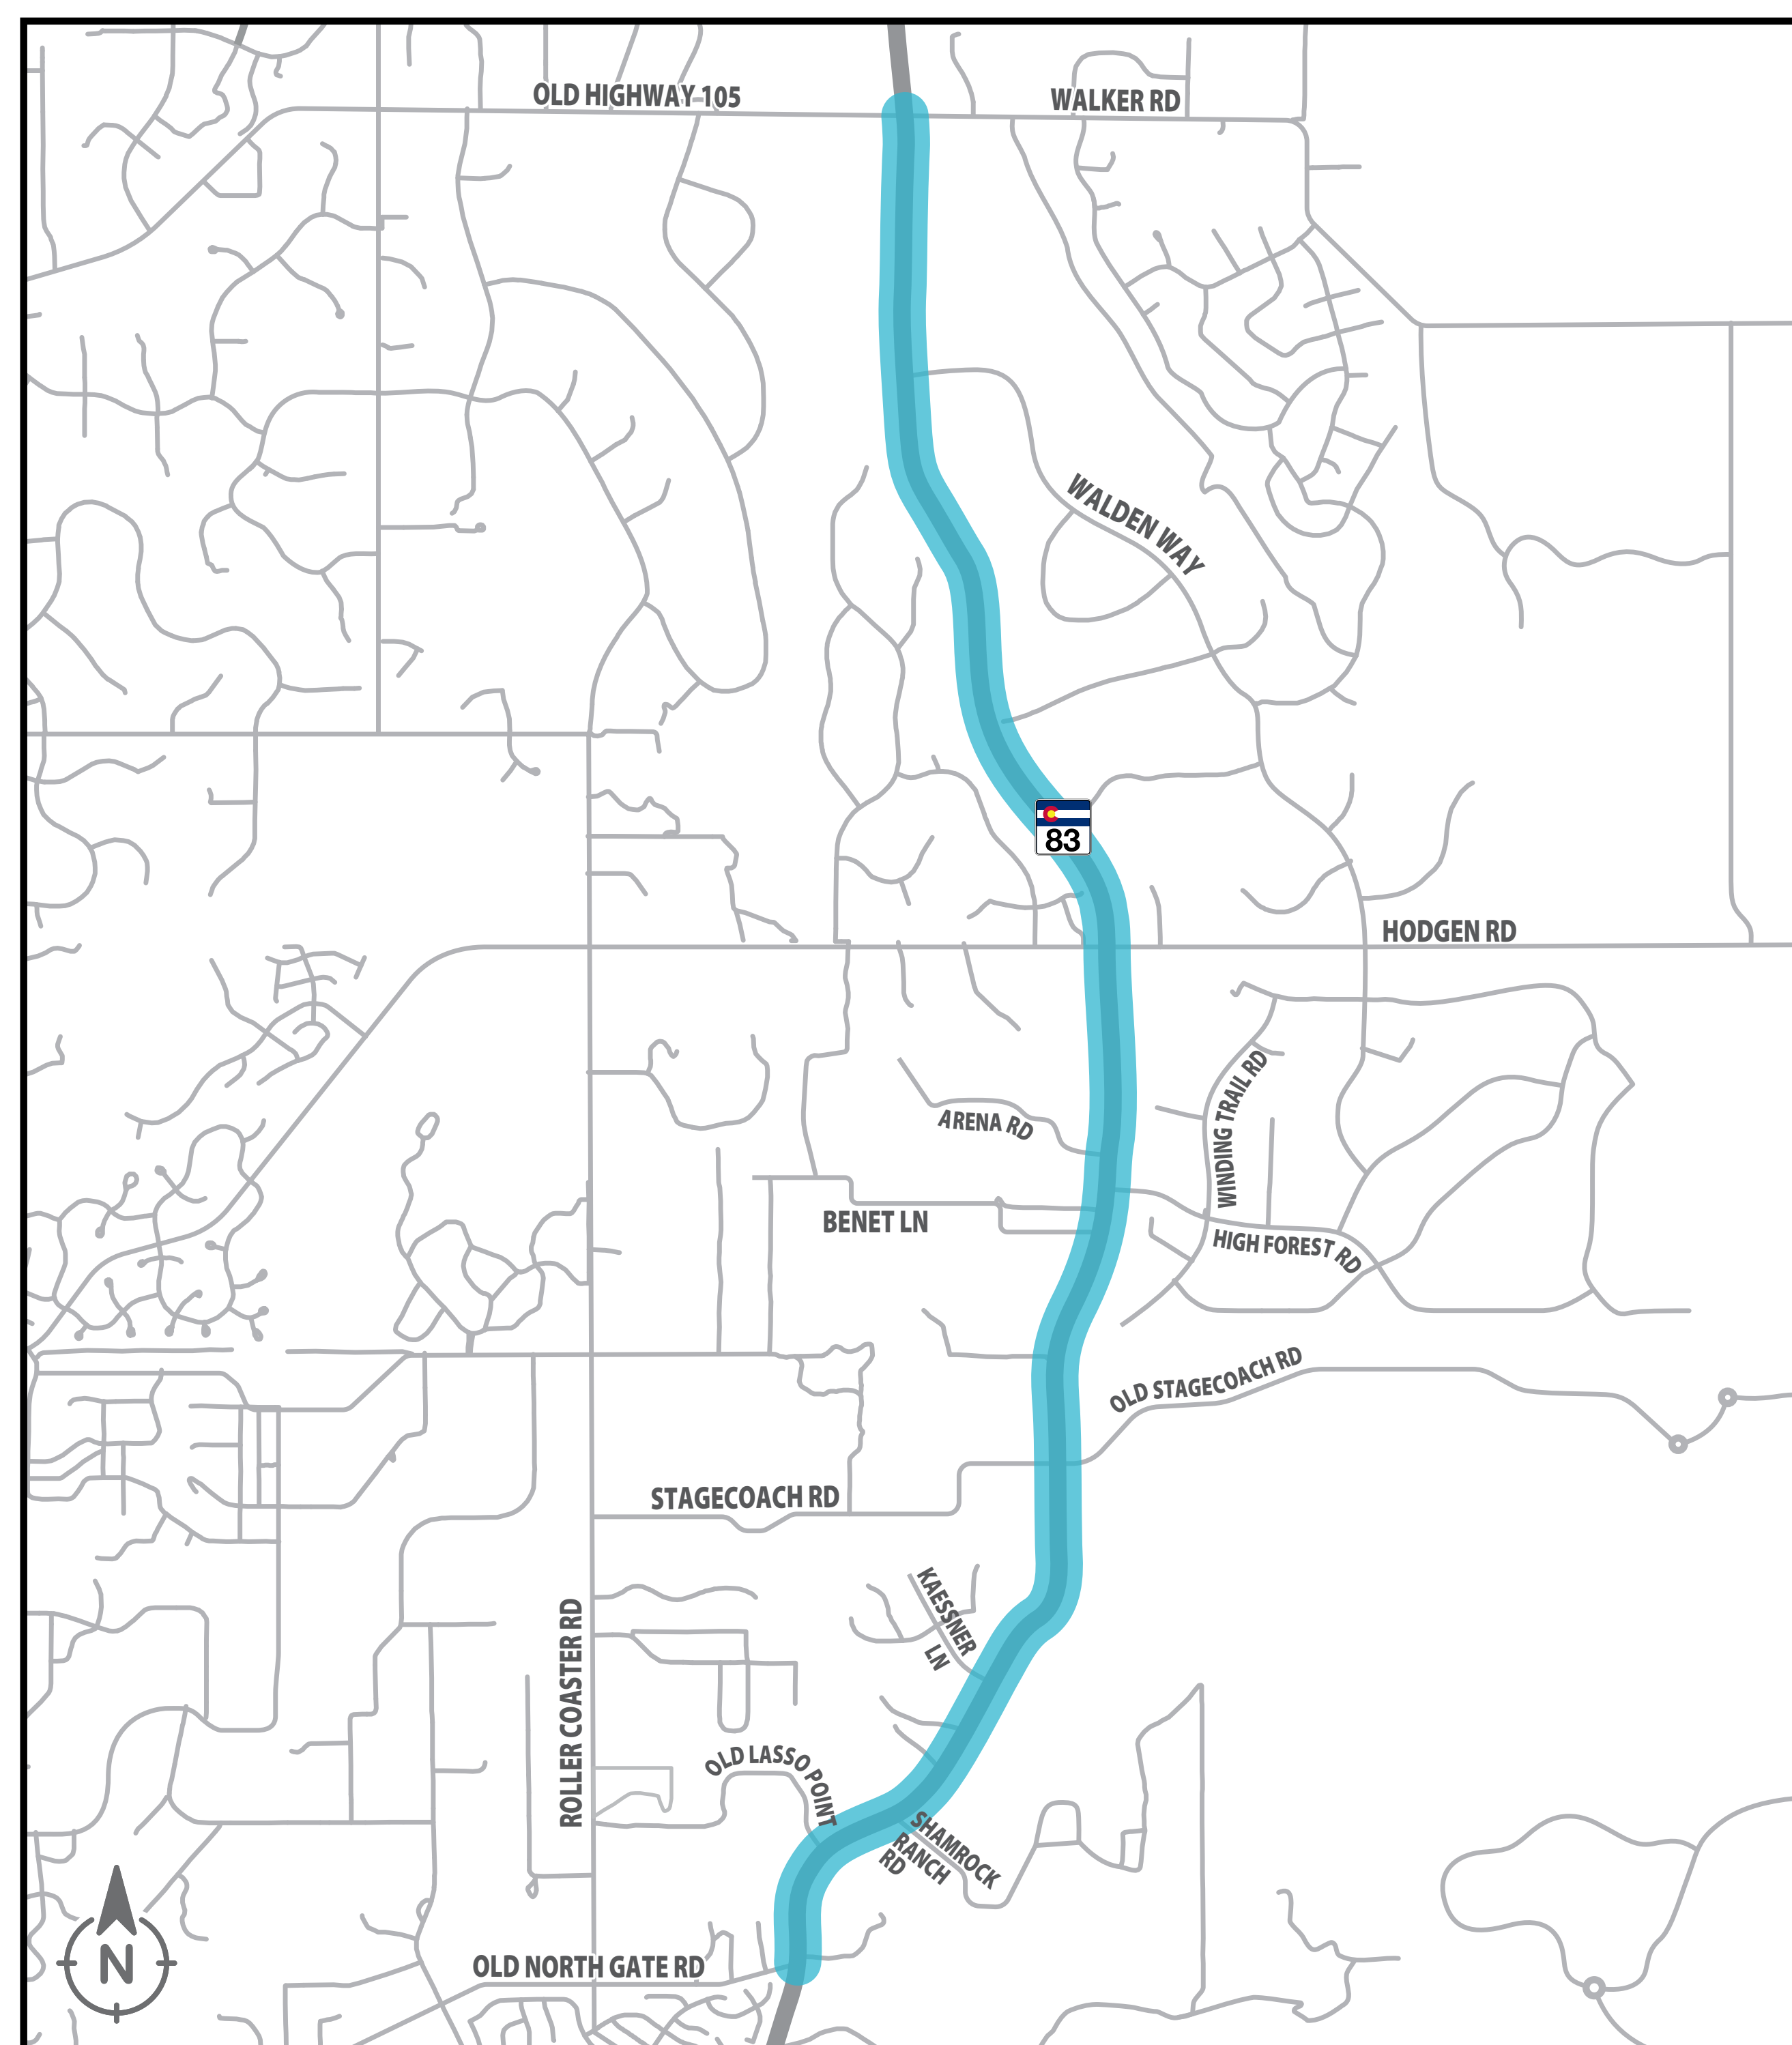 OLD HIGHWAY 105
WALKER RD
WALDEN WAY
83
HODGEN RD
WINDING TRAIL RD
ARENA RD
BENET LN
HIGH FOREST RD
OLD STAGECOACH RD
STAGECOACH RD
KAESSNER
LN
ROLLER COASTER RD
OLD LASSO POINT
SHAMROCK
RANCH
RD
N
OLD NORTH GATE RD